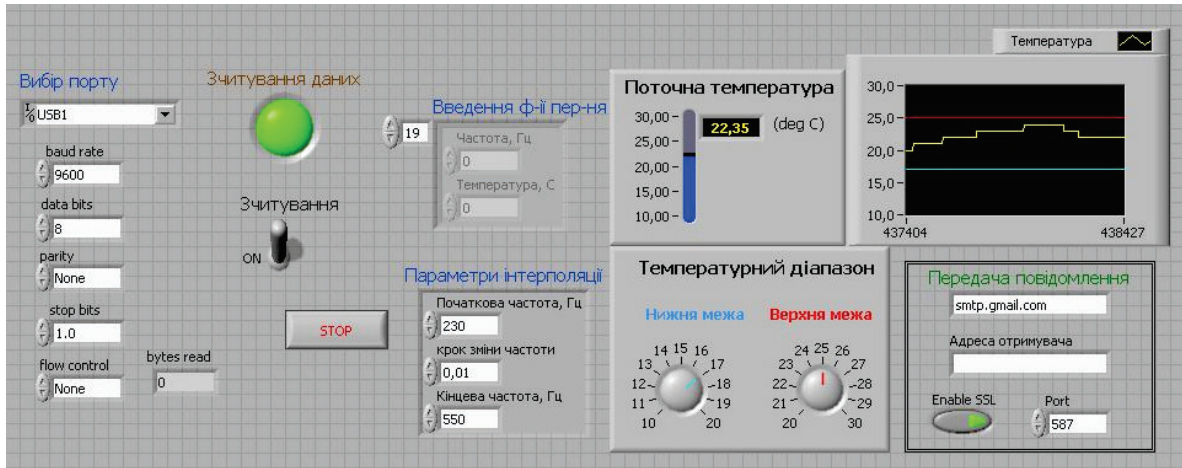 Вибір порту
USB1
baud rate
9600
data bits
8
parity
None
stop bits
1.0
flow control
None
bytes read
0
Зчитування даних
Зчитування
ON
STOP
Введення ф-ії пер-ня
19
Частота, Гц
0
Температура, С
0
Параметри інтерполяції
Початкова частота, Гц
230
крок зміни частоти
0,01
Кінцева частота, Гц
550
Поточна температура
30,00
25,00
20,00
15,00
10,00
22,35
(deg C)
Температура
30,0
25,0
20,0
15,0
10,0
437404
438427
Температурний діапазон
Нижня межа
10
11
12
13
14
15
16
17
18
19
20
Верхня межа
20
21
22
23
24
25
26
27
28
29
30
Передача повідомлення
smtp.gmail.com
Адреса отримувача
Enable SSL
Port
587